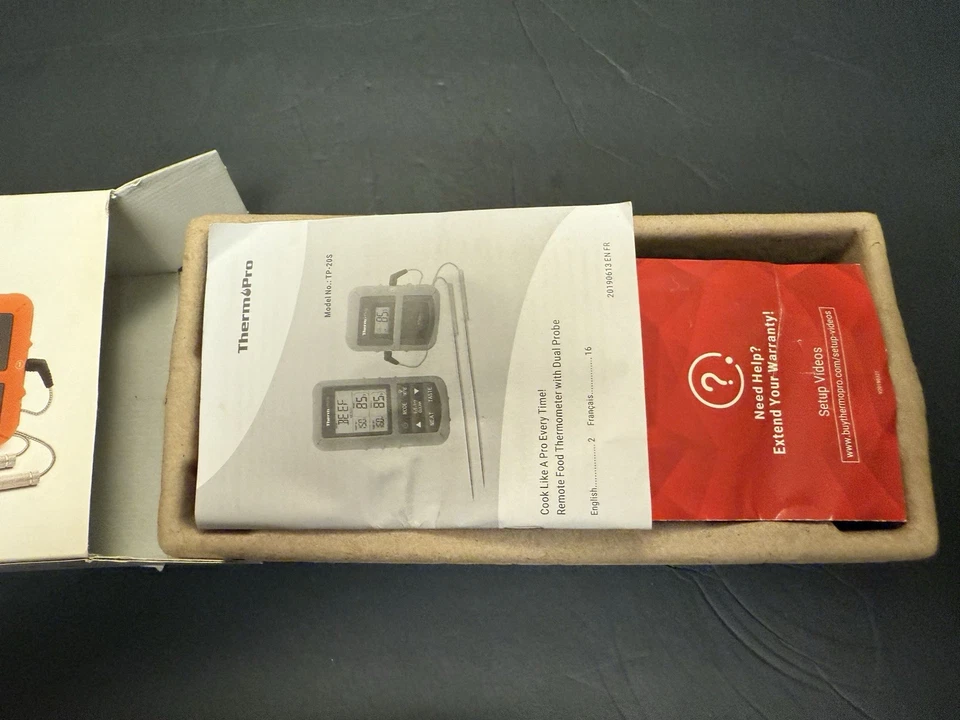 ThermoPro
Model No.: TP-20S
BEEF
Cook Like A Pro Every Time!
Remote Food Thermometer with Dual Probe
English................ 2 Français................ 16
20190613 EN FR
Need Help?
Extend Your Warranty!
Setup Videos
www.buythermopro.com/setup-videos